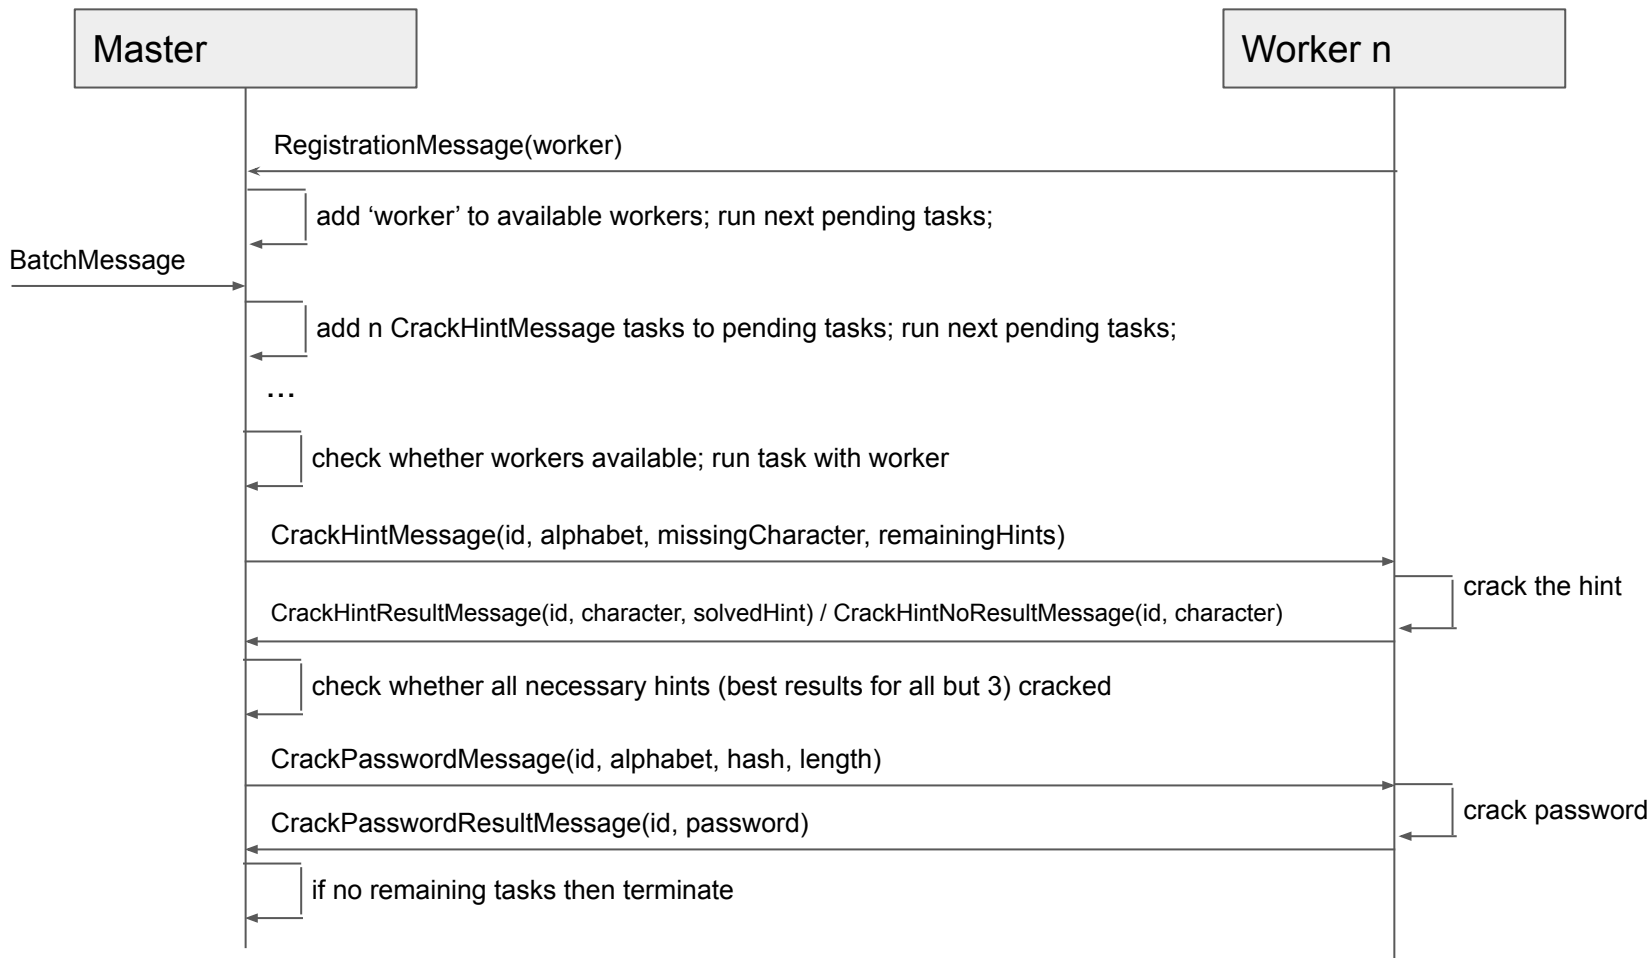 Master
Worker n
RegistrationMessage(worker)
add ‘worker’ to available workers; run next pending tasks;
BatchMessage
add n CrackHintMessage tasks to pending tasks; run next pending tasks;
...
check whether workers available; run task with worker
CrackHintMessage(id, alphabet, missingCharacter, remainingHints)
crack the hint
CrackHintResultMessage(id, character, solvedHint) / CrackHintNoResultMessage(id, character)
check whether all necessary hints (best results for all but 3) cracked
CrackPasswordMessage(id, alphabet, hash, length)
crack password
CrackPasswordResultMessage(id, password)
if no remaining tasks then terminate